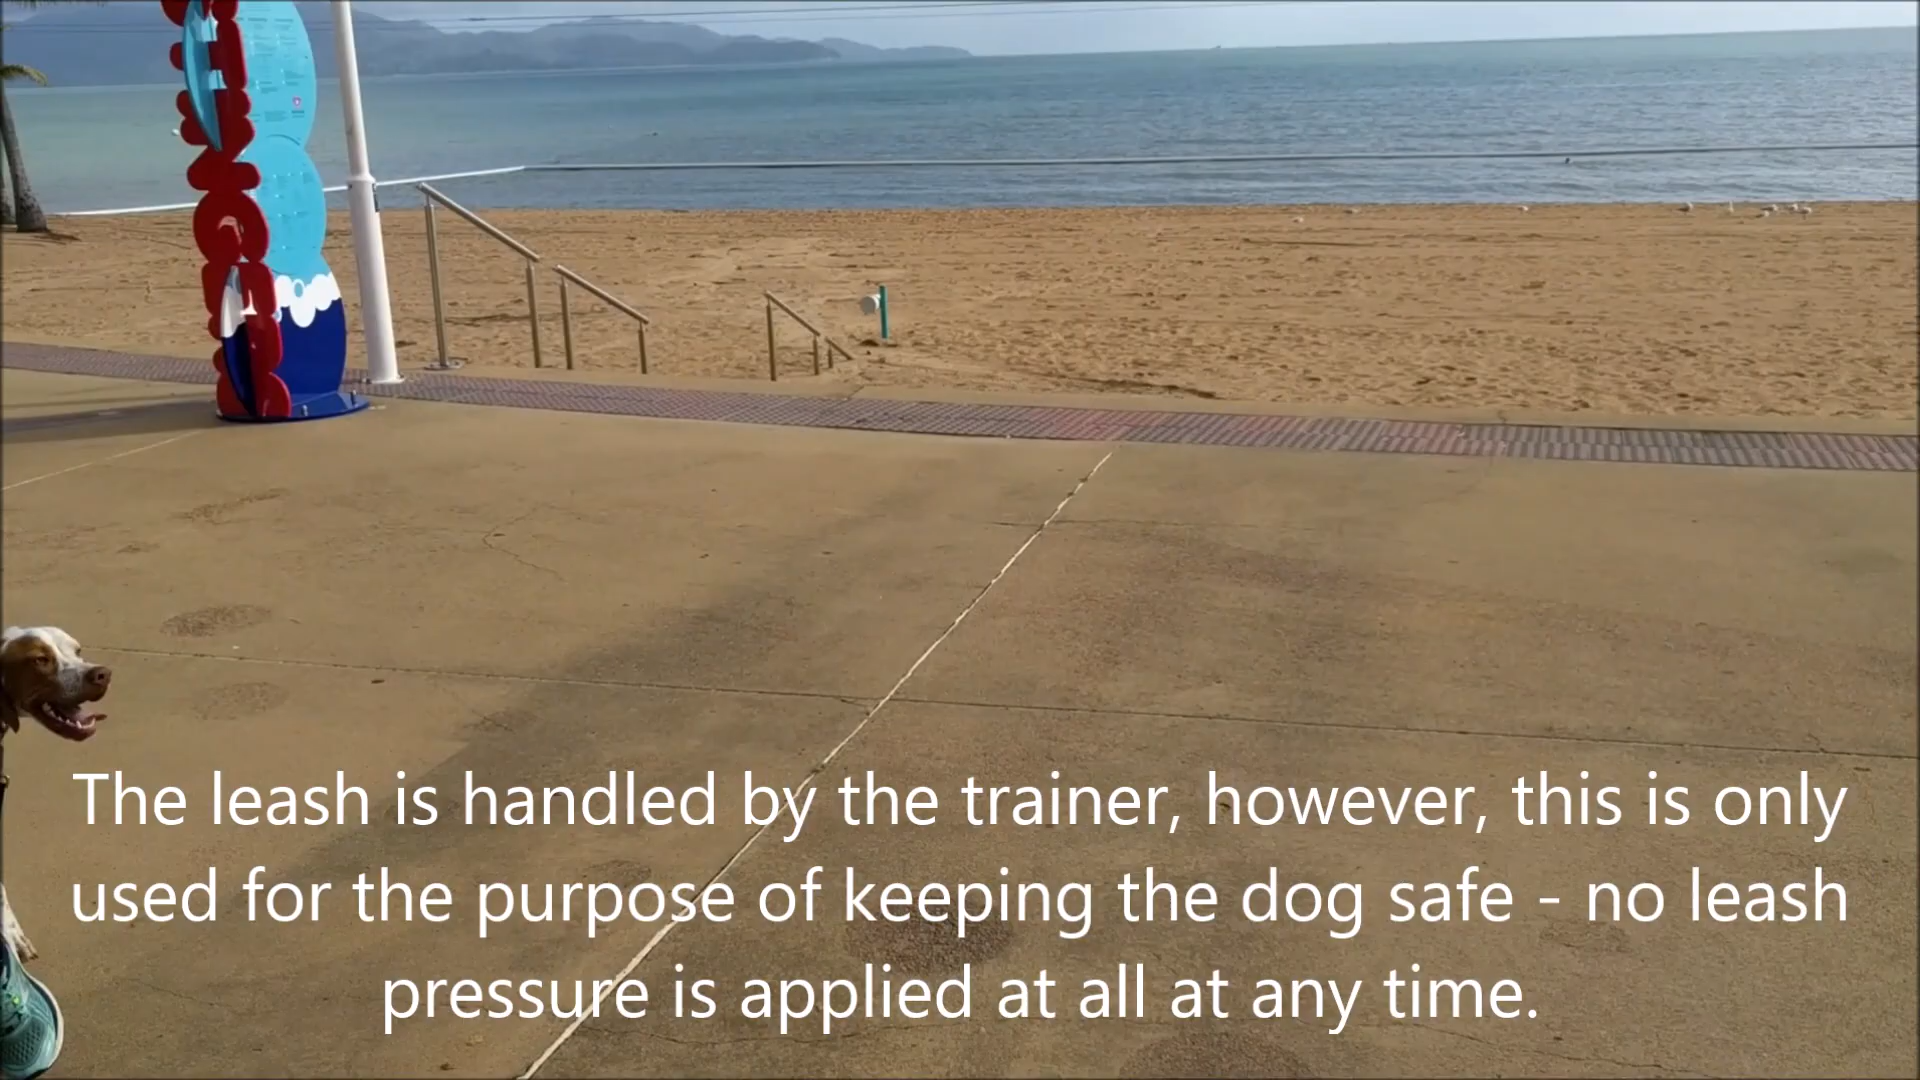 The leash is handled by the trainer, however, this is only
used for the purpose of keeping the dog safe - no leash
pressure is applied at all at any time.